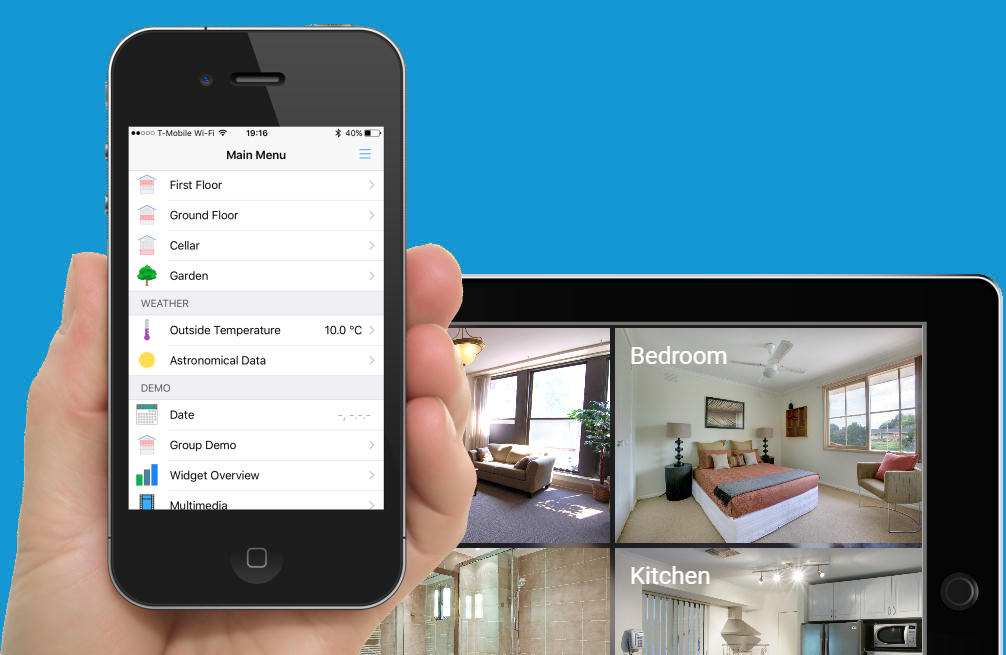 T-Mobile Wi-Fi 19:16 40%
Main Menu
First Floor
Ground Floor
Cellar
Garden
WEATHER
Outside Temperature 10.0 °C
Astronomical Data
DEMO
Date -, -.-.-
Group Demo
Widget Overview
Multimedia
Bedroom
Kitchen